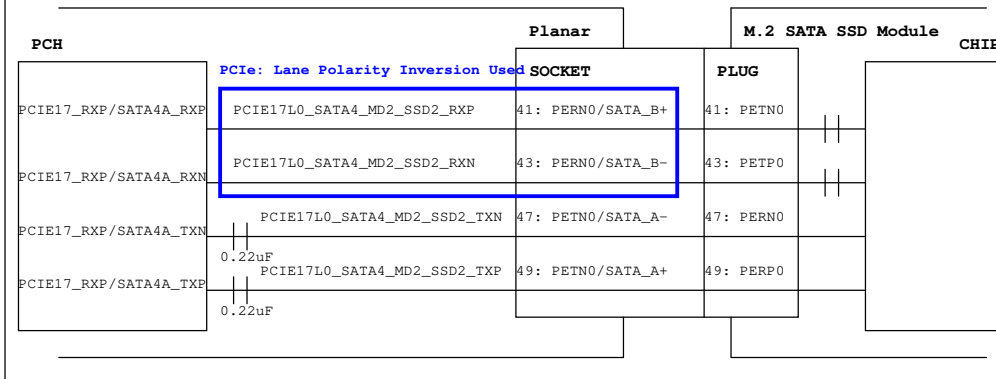 Planar
M.2 SATA SSD Module
PCH
CHIP
PCIe: Lane Polarity Inversion Used
SOCKET
PLUG
PCIE17_RXP/SATA4A_RXP
PCIE17L0_SATA4_MD2_SSD2_RXP
41: PERN0/SATA_B+
41: PETN0
PCIE17L0_SATA4_MD2_SSD2_RXN
43: PERN0/SATA_B-
43: PETP0
PCIE17_RXP/SATA4A_RXN
PCIE17L0_SATA4_MD2_SSD2_TXN
47: PETN0/SATA_A-
47: PERN0
PCIE17_RXP/SATA4A_TXN
0.22uF
PCIE17L0_SATA4_MD2_SSD2_TXP
49: PETN0/SATA_A+
49: PERP0
PCIE17_RXP/SATA4A_TXP
0.22uF